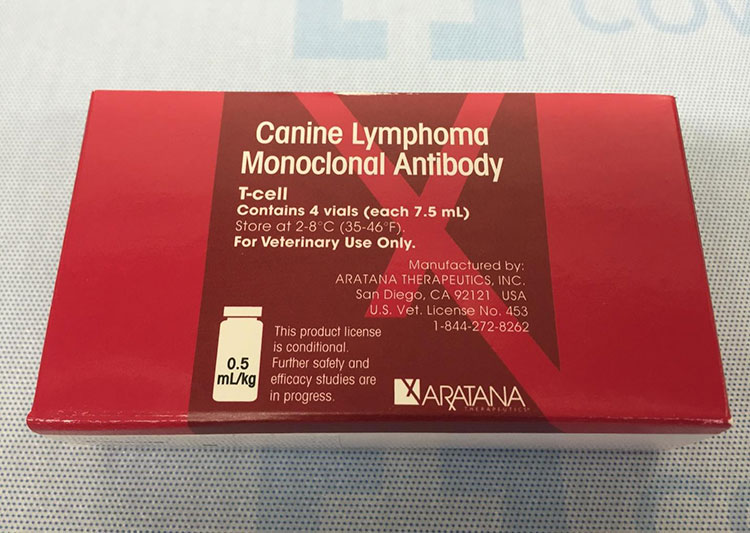 COV
Canine Lymphoma
Monoclonal Antibody
T-cell
Contains 4 vials (each 7.5 mL)
Store at 2-8°C (35-46°F).
For Veterinary Use Only.
Manufactured by:
ARATANA THERAPEUTICS, INC.
San Diego, CA 92121 USA
U.S. Vet. License No. 453
1-844-272-8262
0.5
mL/kg
This product license
is conditional.
Further safety and
efficacy studies are
in progress.
ARATANA
THERAPEUTICS